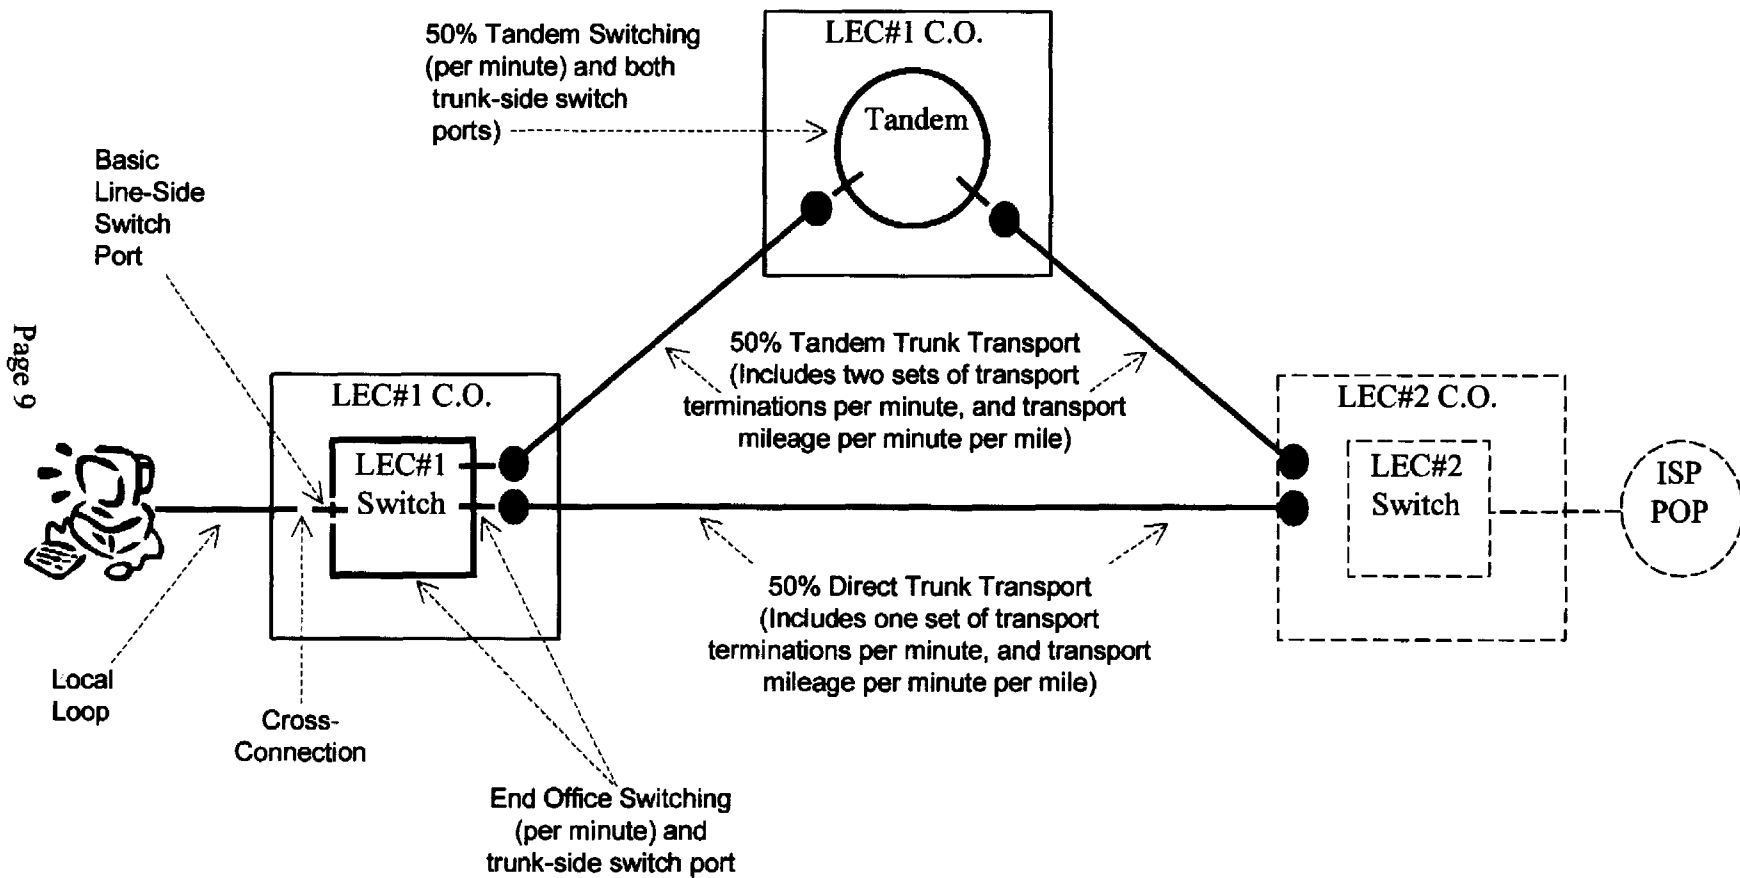 50% Tandem Switching
(per minute) and both
trunk-side switch
ports)
LEC#1 C.O.
Tandem
Basic
Line-Side
Switch
Port
Page 9
50% Tandem Trunk Transport
(Includes two sets of transport
terminations per minute, and transport
mileage per minute per mile)
LEC#1 C.O.
LEC#1
Switch
LEC#2 C.O.
LEC#2
Switch
ISP
POP
50% Direct Trunk Transport
(Includes one set of transport
terminations per minute, and transport
mileage per minute per mile)
Local
Loop
Cross-
Connection
End Office Switching
(per minute) and
trunk-side switch port